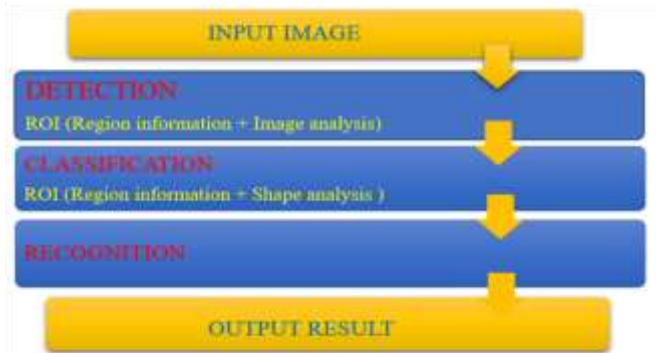 INPUT IMAGE
DETECTION
ROI (Region information + Image analysis)
CLASSIFICATION
ROI (Region information + Shape analysis )
RECOGNITION
OUTPUT RESULT